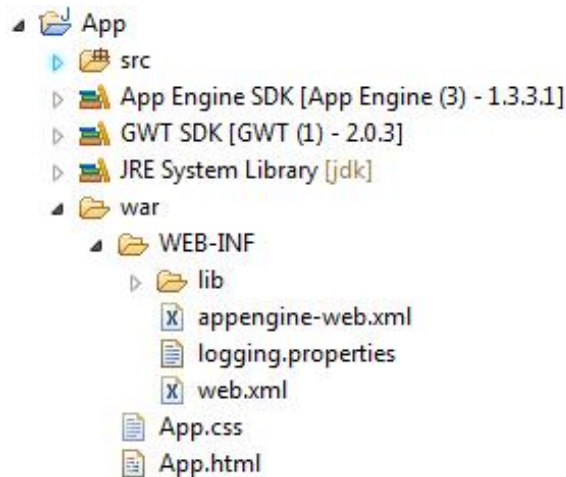 App
src
App Engine SDK [App Engine (3) - 1.3.3.1]
GWT SDK [GWT (1) - 2.0.3]
JRE System Library [jdk]
war
WEB-INF
lib
appengine-web.xml
logging.properties
web.xml
App.css
App.html